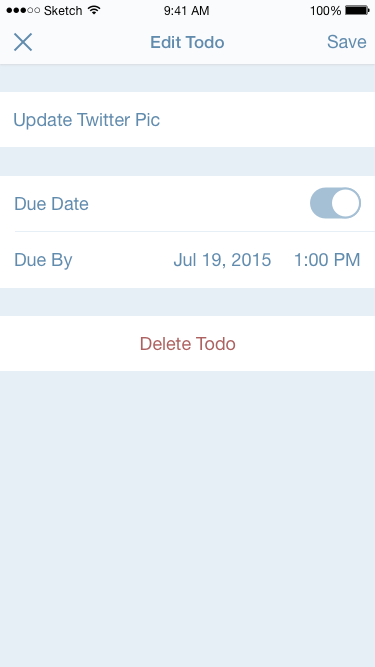 Sketch 9:41 AM 100%
Edit Todo Save
Update Twitter Pic
Due Date
Due By Jul 19, 2015 1:00 PM
Delete Todo